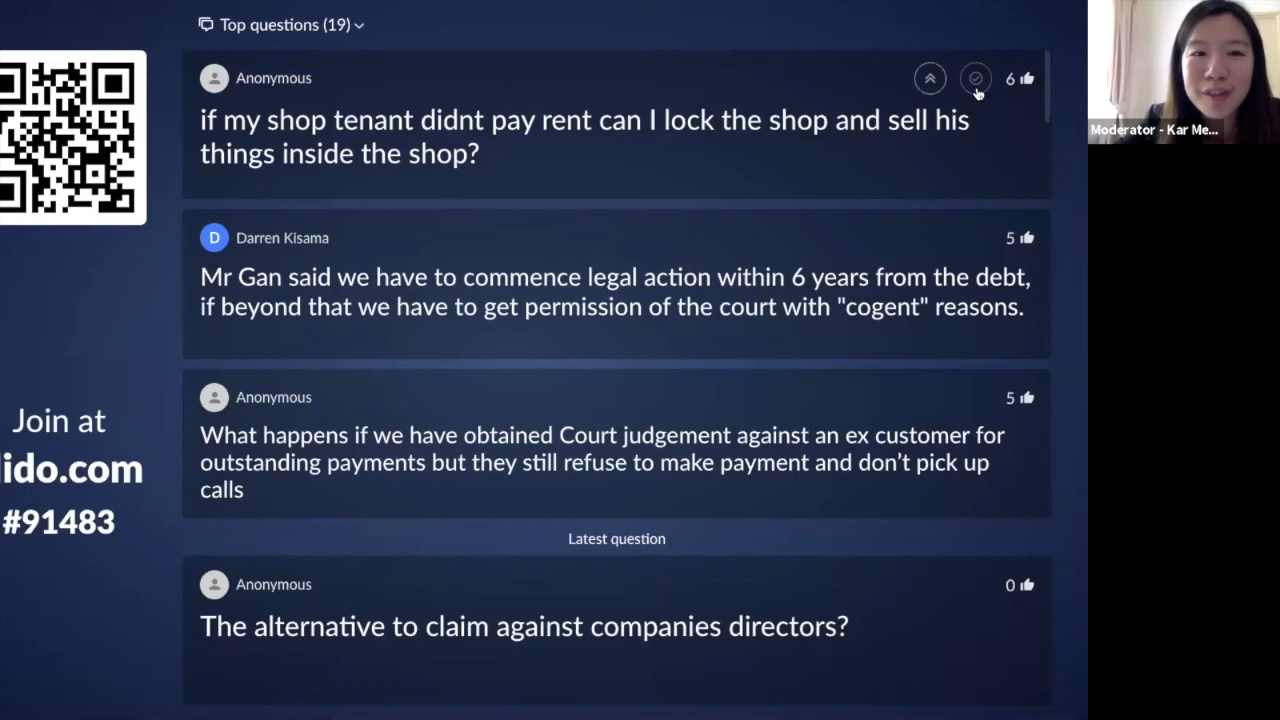 Top questions (19)
Anonymous
6
if my shop tenant didnt pay rent can I lock the shop and sell his
things inside the shop?
Moderator - Kar Me...
D
Darren Kisama
5
Mr Gan said we have to commence legal action within 6 years from the debt,
if beyond that we have to get permission of the court with "cogent" reasons.
Anonymous
5
What happens if we have obtained Court judgement against an ex customer for
outstanding payments but they still refuse to make payment and don’t pick up
calls
Join at
lido.com
#91483
Latest question
Anonymous
0
The alternative to claim against companies directors?